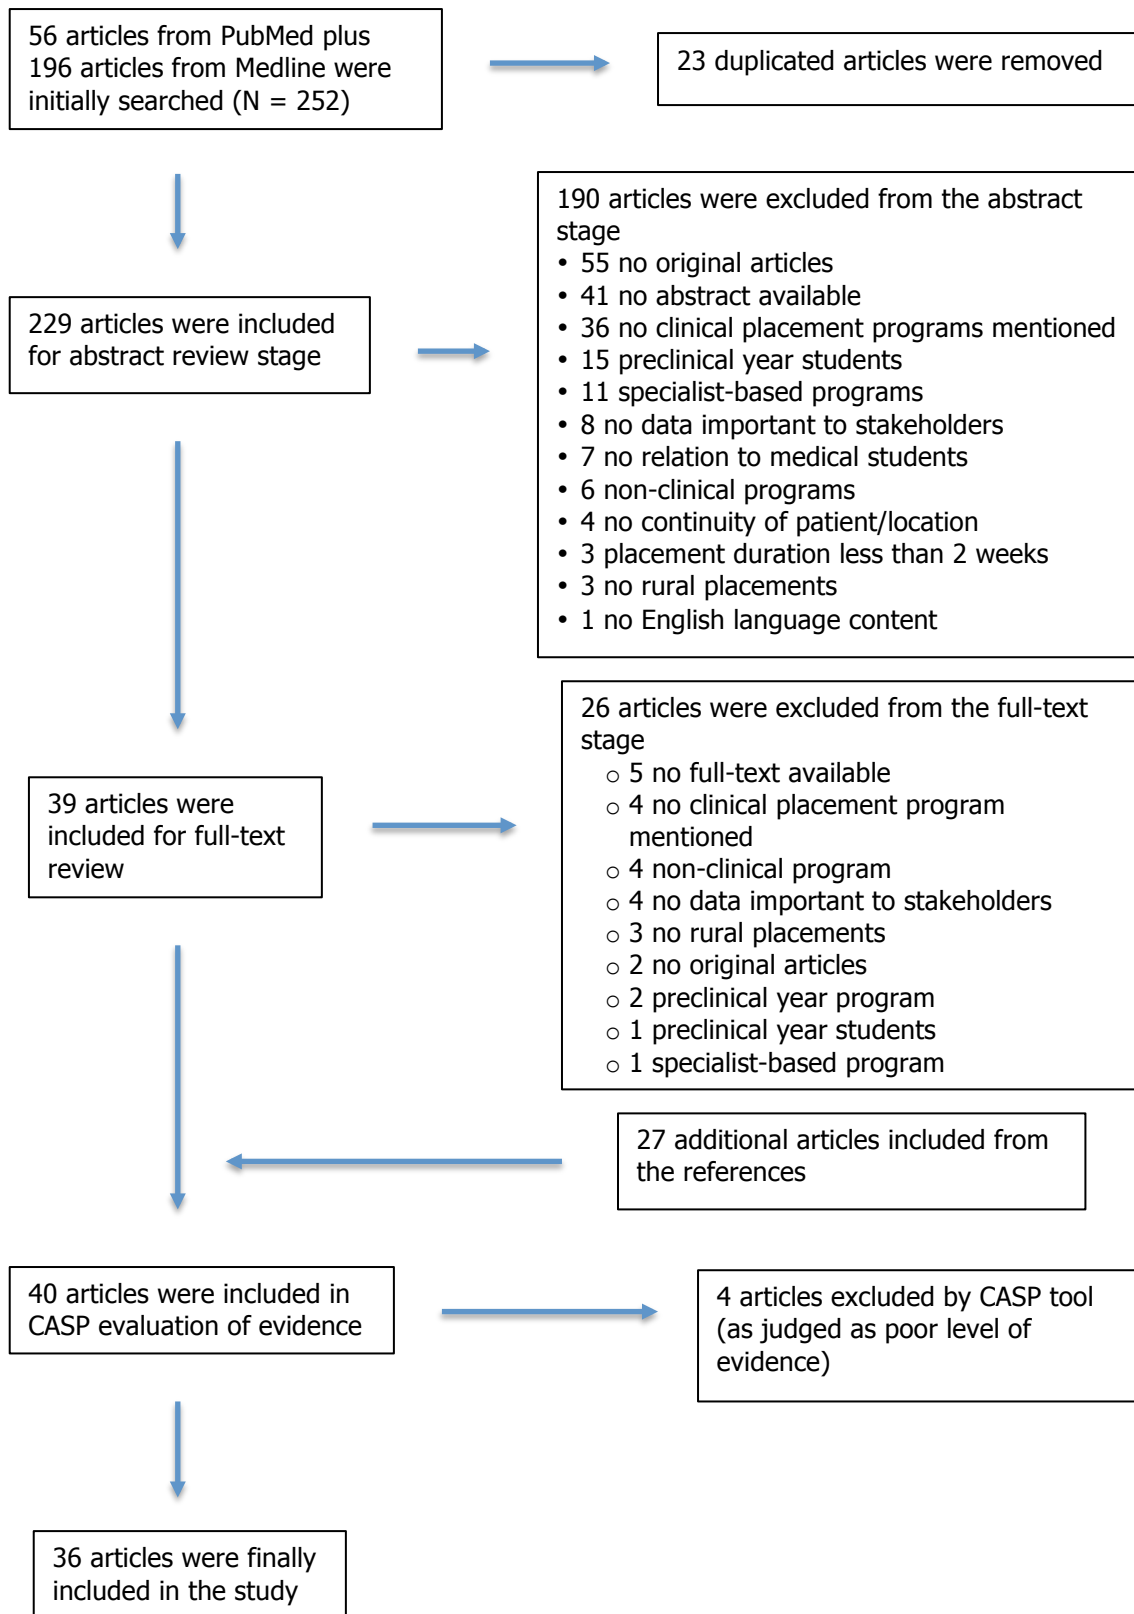 56 articles from PubMed plus
196 articles from Medline were
initially searched (N = 252)
23 duplicated articles were removed
190 articles were excluded from the abstract
stage
• 55 no original articles
• 41 no abstract available
• 36 no clinical placement programs mentioned
• 15 preclinical year students
• 11 specialist-based programs
• 8 no data important to stakeholders
• 7 no relation to medical students
• 6 non-clinical programs
• 4 no continuity of patient/location
• 3 placement duration less than 2 weeks
• 3 no rural placements
• 1 no English language content
229 articles were included
for abstract review stage
26 articles were excluded from the full-text
stage
○ 5 no full-text available
○ 4 no clinical placement program
mentioned
○ 4 non-clinical program
○ 4 no data important to stakeholders
○ 3 no rural placements
○ 2 no original articles
○ 2 preclinical year program
○ 1 preclinical year students
○ 1 specialist-based program
39 articles were
included for full-text
review
27 additional articles included from
the references
40 articles were included in
CASP evaluation of evidence
4 articles excluded by CASP tool
(as judged as poor level of
evidence)
36 articles were finally
included in the study